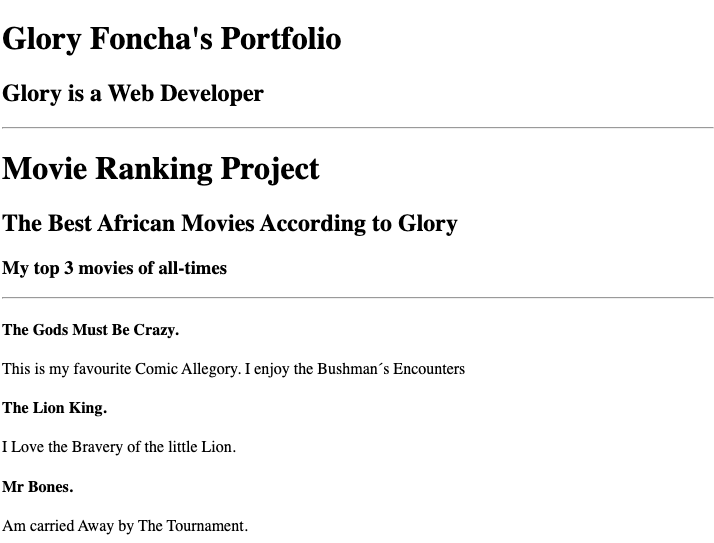 Glory Foncha's Portfolio
Glory is a Web Developer
Movie Ranking Project
The Best African Movies According to Glory
My top 3 movies of all-times
The Gods Must Be Crazy.
This is my favourite Comic Allegory. I enjoy the Bushman´s Encounters
The Lion King.
I Love the Bravery of the little Lion.
Mr Bones.
Am carried Away by The Tournament.